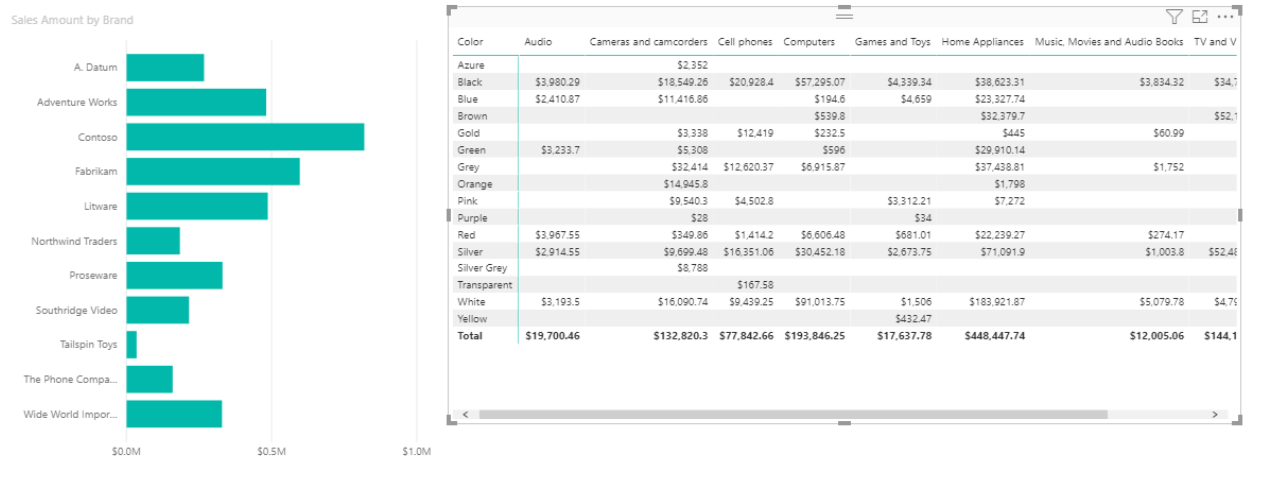 Sales Amount by Brand
A. Datum
Adventure Works
Contoso
Fabrikam
Litware
Northwind Traders
Proseware
Southridge Video
Tailspin Toys
The Phone Compa...
Wide World Impor...
$0.0M $0.5M $1.0M
Color Audio Cameras and camcorders Cell phones Computers Games and Toys Home Appliances Music, Movies and Audio Books TV and V
Azure $2,352
Black $3,980.29 $18,549.26 $20,928.4 $57,295.07 $4,339.34 $38,623.31 $3,834.32 $34,7
Blue $2,410.87 $11,416.86 $194.6 $4,659 $23,327.74
Brown $539.8 $32,379.7 $52,1
Gold $3,338 $12,419 $232.5 $445 $60.99
Green $3,233.7 $5,308 $596 $29,910.14
Grey $32,414 $12,620.37 $6,915.87 $37,438.81 $1,752
Orange $14,945.8 $1,798
Pink $9,540.3 $4,502.8 $3,312.21 $7,272
Purple $28 $34
Red $3,967.55 $349.86 $1,414.2 $6,606.48 $681.01 $22,239.27 $274.17
Silver $2,914.55 $9,699.48 $16,351.06 $30,452.18 $2,673.75 $71,091.9 $1,003.8 $52,48
Silver Grey $8,788
Transparent $167.58
White $3,193.5 $16,090.74 $9,439.25 $91,013.75 $1,506 $183,921.87 $5,079.78 $4,79
Yellow $432.47
Total $19,700.46 $132,820.3 $77,842.66 $193,846.25 $17,637.78 $448,447.74 $12,005.06 $144,1